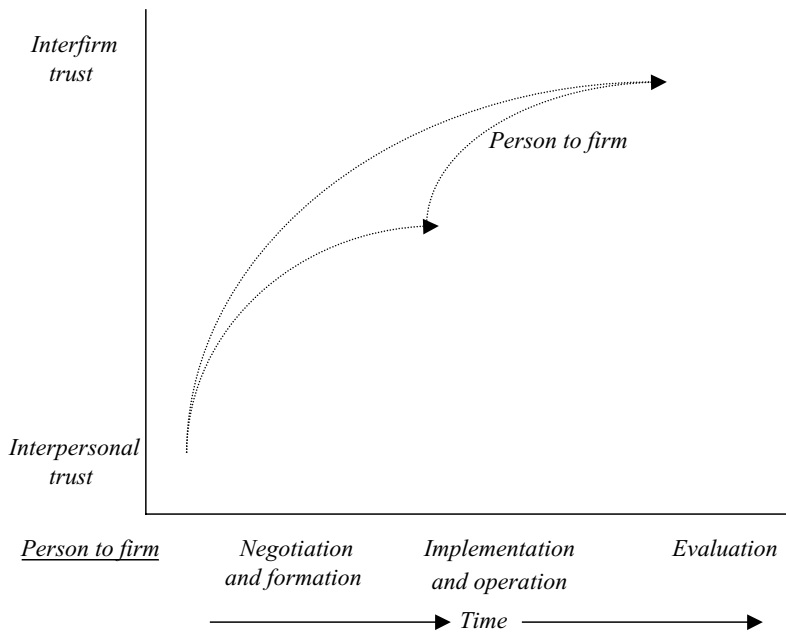 Interfirm
trust
Person to firm
Interpersonal
trust
Person to firm
Negotiation
and formation
Implementation
and operation
Evaluation
Time